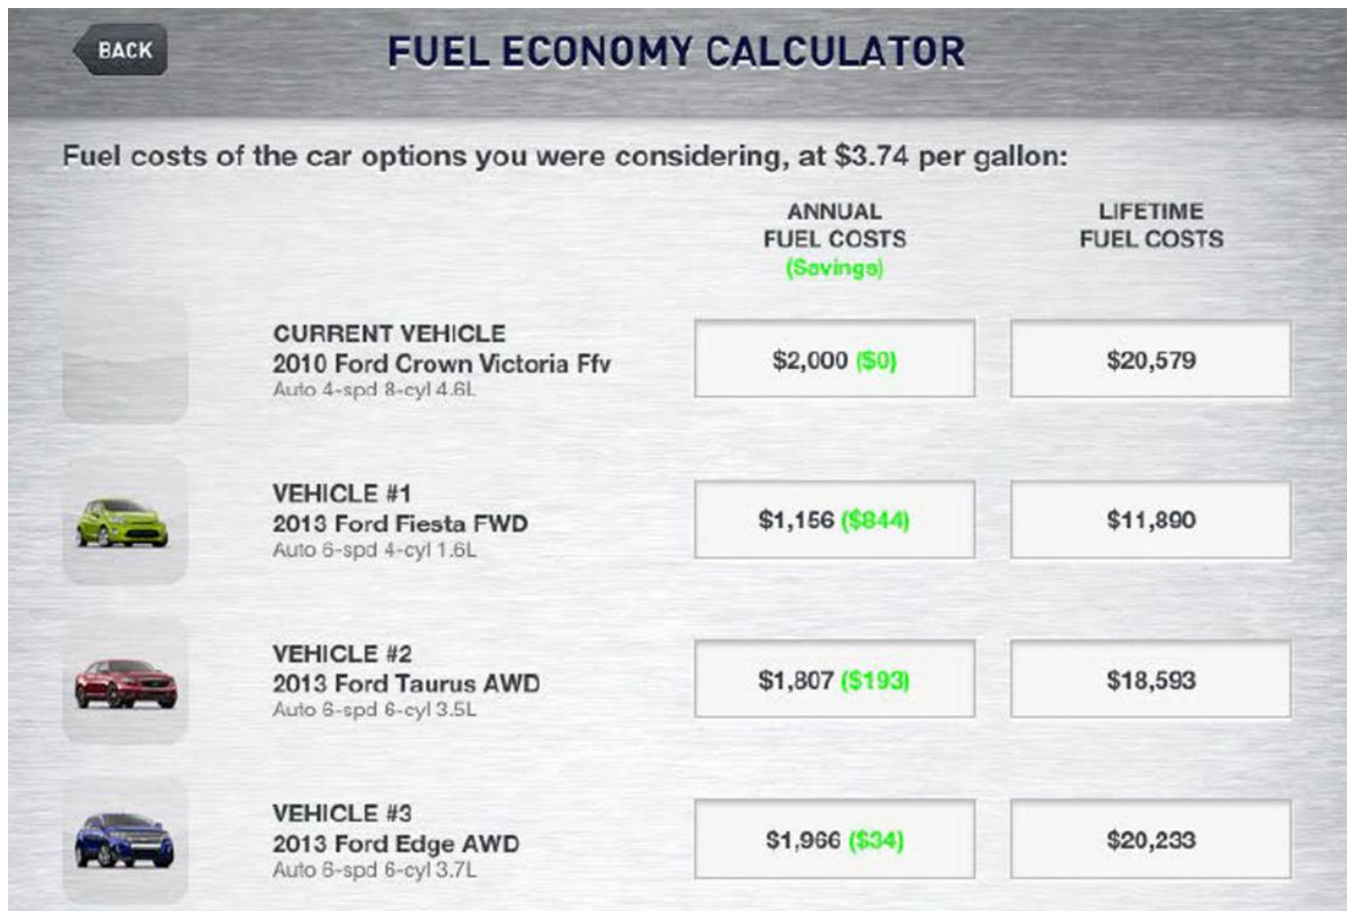 BACK
FUEL ECONOMY CALCULATOR
Fuel costs of the car options you were considering, at $3.74 per gallon:
ANNUAL
FUEL COSTS
(Savings)
LIFETIME
FUEL COSTS
CURRENT VEHICLE
2010 Ford Crown Victoria Ffv
Auto 4-spd 8-cyl 4.6L
$2,000 ($0)
$20,579
VEHICLE #1
2013 Ford Fiesta FWD
Auto 6-spd 4-cyl 1.6L
$1,156 ($844)
$11,890
VEHICLE #2
2013 Ford Taurus AWD
Auto 6-spd 6-cyl 3.5L
$1,807 ($193)
$18,593
VEHICLE #3
2013 Ford Edge AWD
Auto 6-spd 6-cyl 3.7L
$1,966 ($34)
$20,233